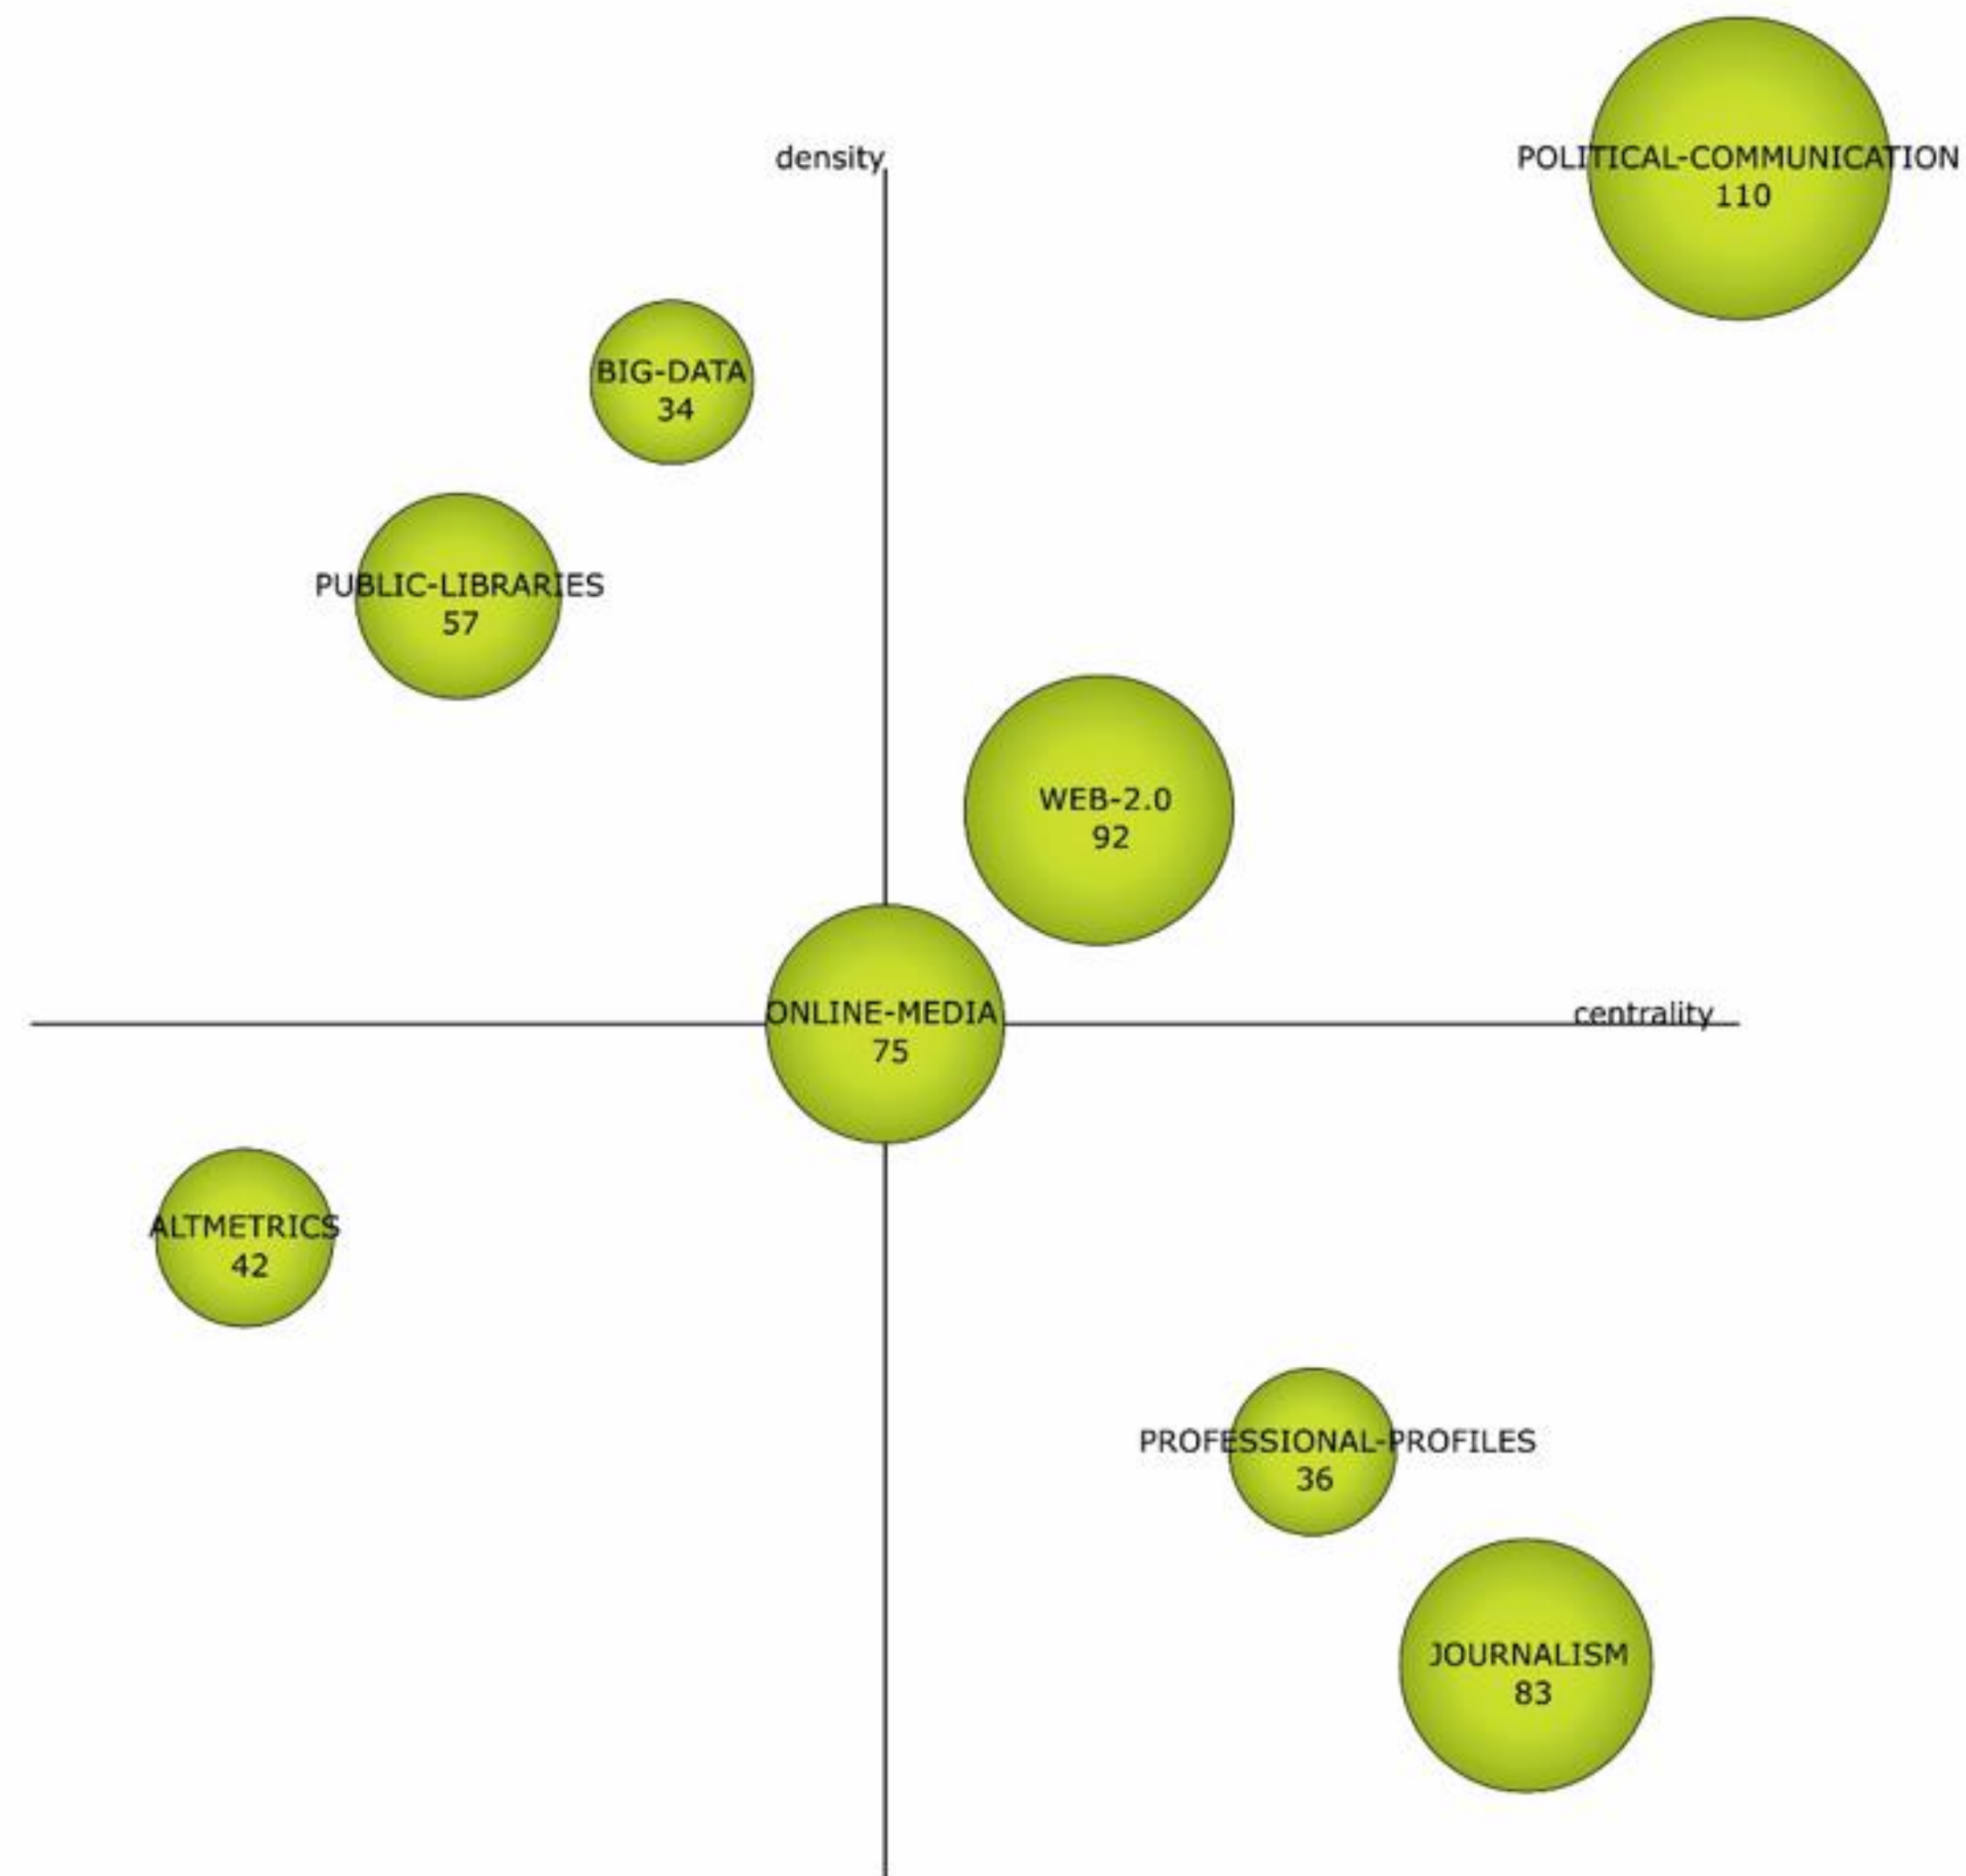 density
POLITICAL-COMMUNICATION
110
BIG-DATA
34
PUBLIC-LIBRARIES
57
WEB-2.0
92
ONLINE-MEDIA
75
centrality
ALTMETRICS
42
PROFESSIONAL-PROFILES
36
JOURNALISM
83